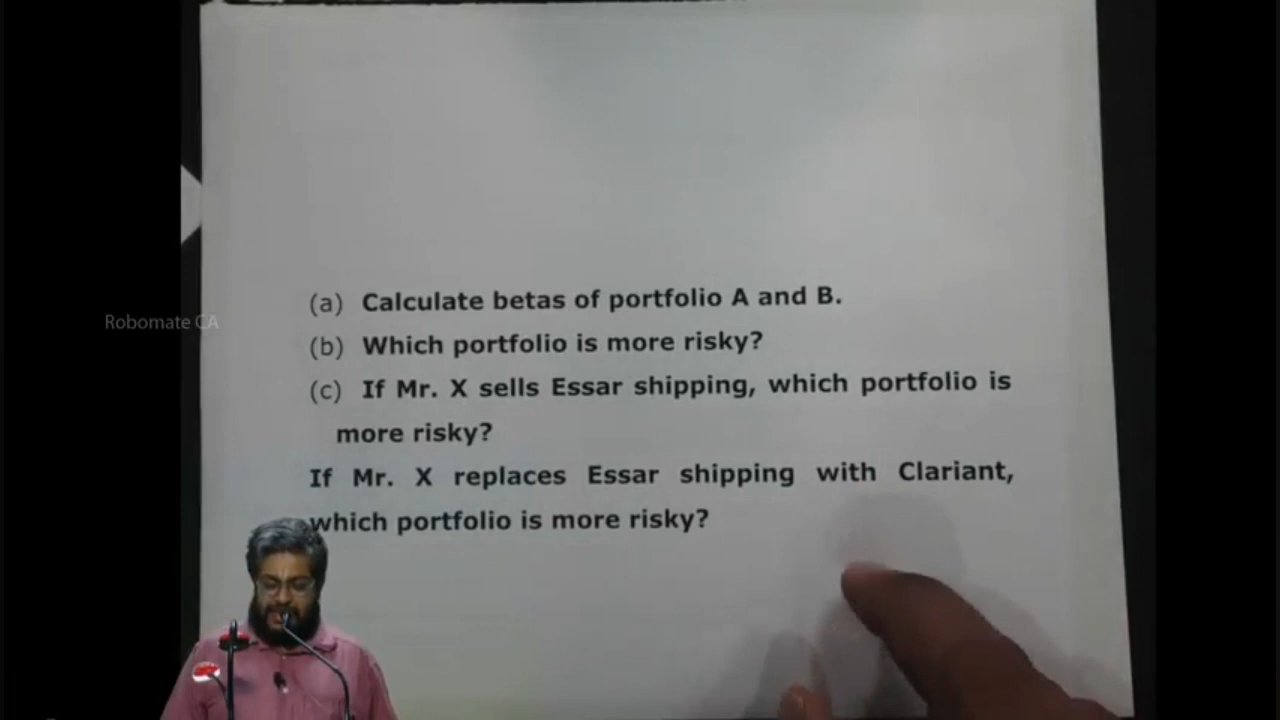 (a) Calculate betas of portfolio A and B.
(b) Which portfolio is more risky?
Robomate CA
(c) If Mr. X sells Essar shipping, which portfolio is
more risky?
If Mr. X replaces Essar shipping with Clariant,
which portfolio is more risky?